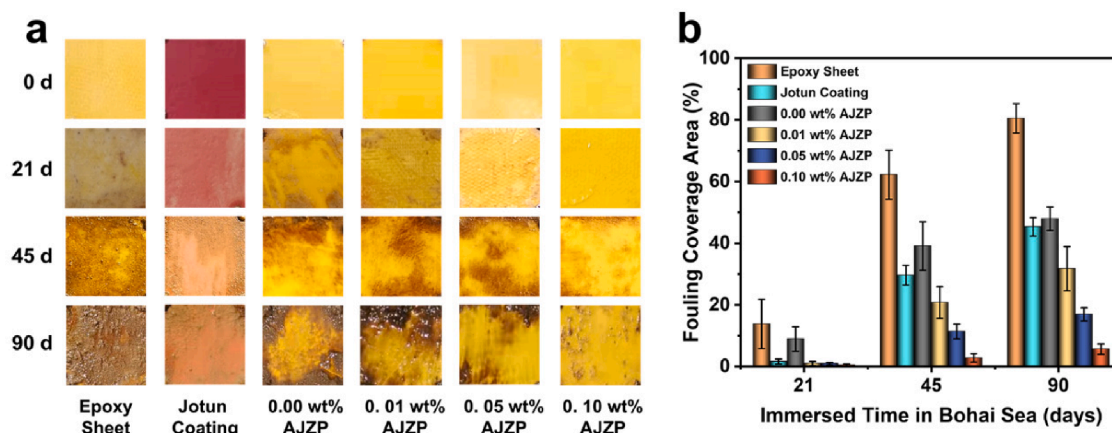 a
0 d
21 d
45 d
90 d
Epoxy Sheet
Jotun Coating
0.00 wt% AJZP
0. 01 wt% AJZP
0. 05 wt% AJZP
0. 10 wt% AJZP
b
Fouling Coverage Area (%)
100
80
60
40
20
0
Epoxy Sheet
Jotun Coating
0.00 wt% AJZP
0.01 wt% AJZP
0.05 wt% AJZP
0.10 wt% AJZP
21
45
90
Immersed Time in Bohai Sea (days)